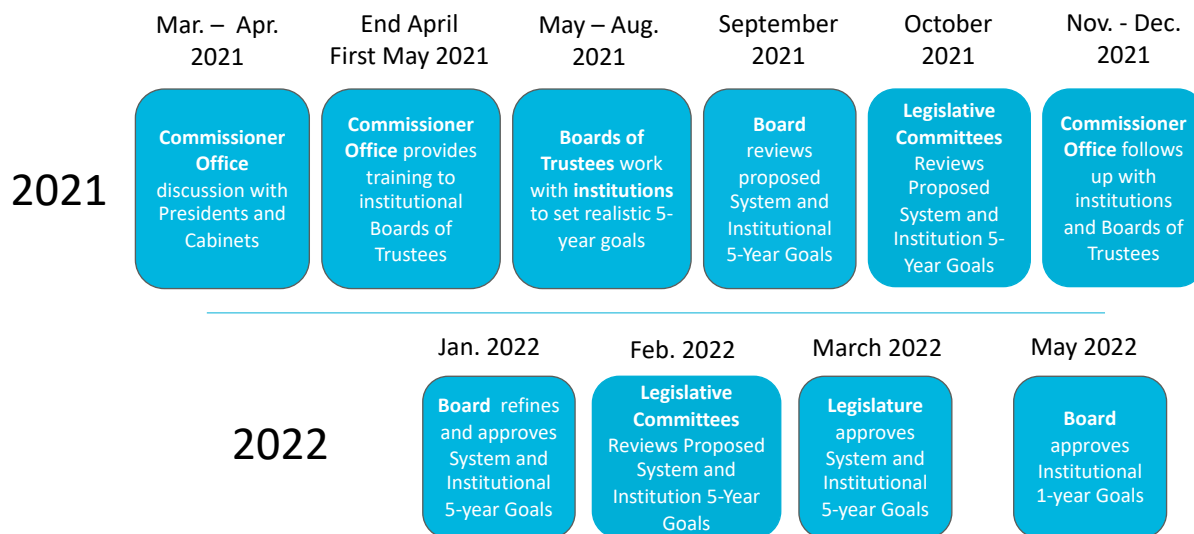 Mar. – Apr.
2021
End April
First May 2021
May – Aug.
2021
September
2021
October
2021
Nov. - Dec.
2021
2021
Commissioner
Office
discussion with
Presidents and
Cabinets
Commissioner
Office provides
training to
institutional
Boards of
Trustees
Boards of
Trustees work
with institutions
to set realistic 5-
year goals
Board
reviews
proposed
System and
Institutional
5-Year Goals
Legislative
Committees
Reviews
Proposed
System and
Institution 5-
Year Goals
Commissioner
Office follows
up with
institutions
and Boards of
Trustees
Jan. 2022
Feb. 2022
March 2022
May 2022
2022
Board refines
and approves
System and
Institutional
5-year Goals
Legislative
Committees
Reviews Proposed
System and
Institution 5-Year
Goals
Legislature
approves
System and
Institutional
5-year Goals
Board
approves
Institutional
1-year Goals